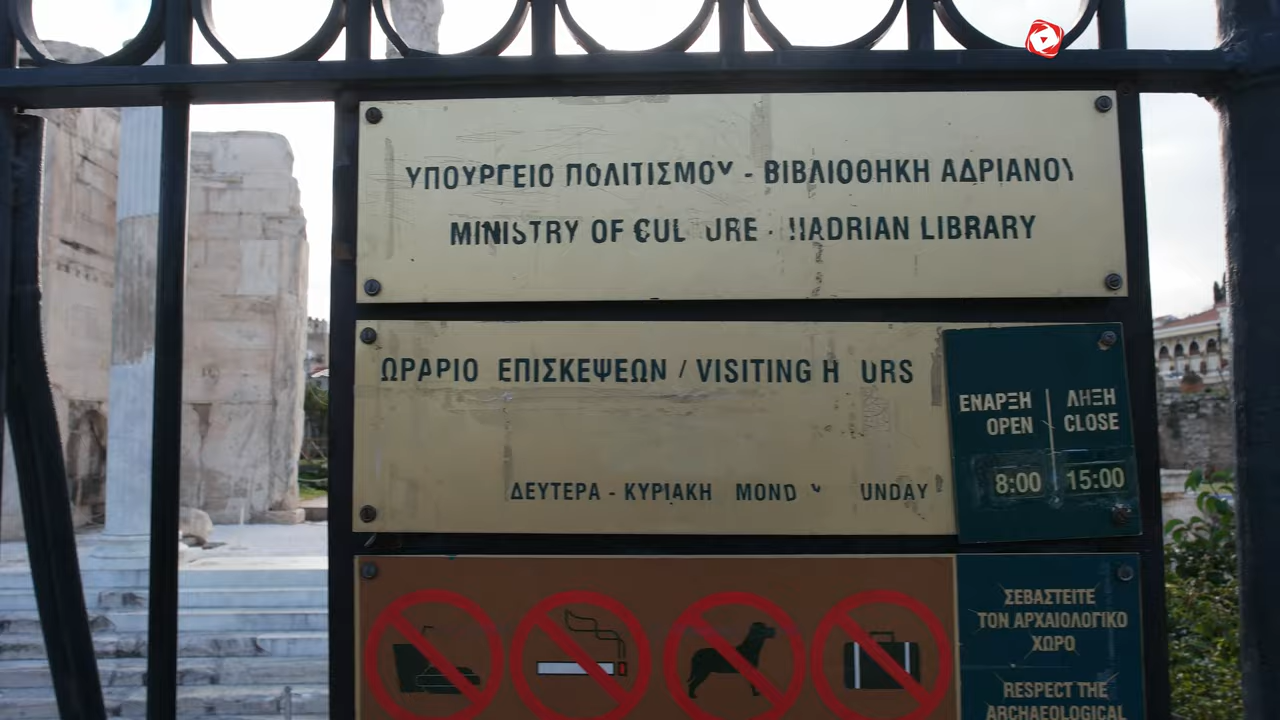 ΥΠΟΥΡΓΕΙΟ ΠΟΛΙΤΙΣΜΟΥ - ΒΙΒΛΙΟΘΗΚΗ ΑΔΡΙΑΝΟΥ
MINISTRY OF CUL URE - HADRIAN LIBRARY
ΩΡΑΡΙΟ ΕΠΙΣΚΕΨΕΩΝ / VISITING H URS
ΔΕΥΤΕΡΑ - ΚΥΡΙΑΚΗ MOND Y UNDAY
ΕΝΑΡΞΗ ΛΗΞΗ
OPEN CLOSE
8:00 15:00
ΣΕΒΑΣΤΕΙΤΕ
ΤΟΝ ΑΡΧΑΙΟΛΟΓΙΚΟ
ΧΩΡΟ
RESPECT THE
ARCHAEOLOGICAL